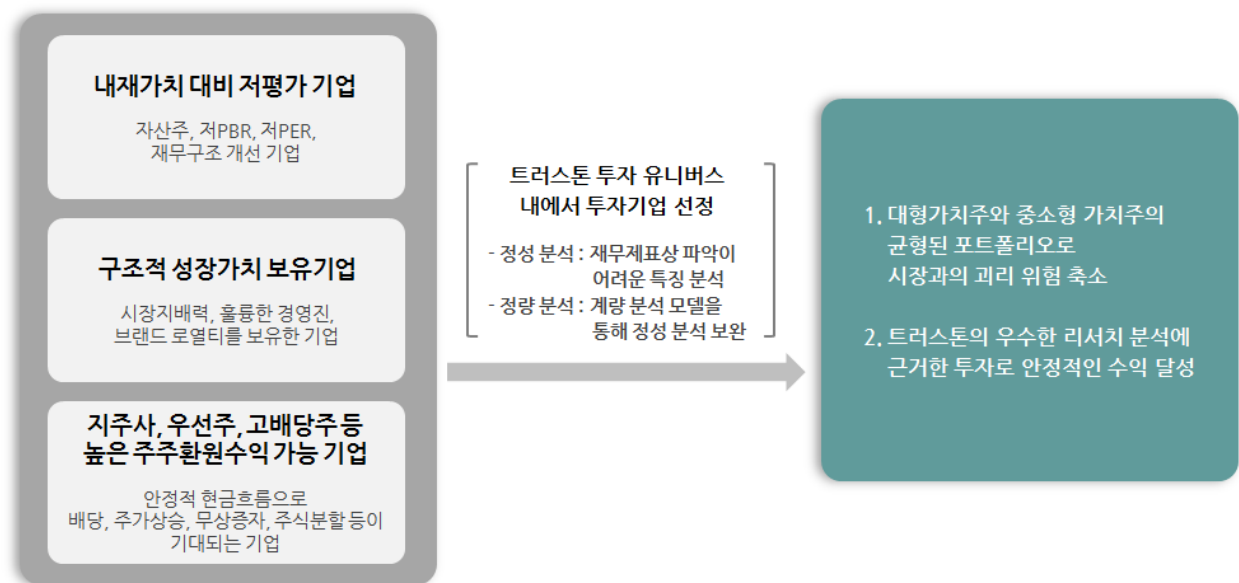 내재가치 대비 저평가 기업
자산주, 저PBR, 저PER,
재무구조 개선 기업
구조적 성장가치 보유기업
시장지배력, 훌륭한 경영진,
브랜드 로열티를 보유한 기업
지주사, 우선주, 고배당주 등
높은 주주환원수익 가능 기업
안정적 현금흐름으로
배당, 주가상승, 무상증자, 주식분할 등이
기대되는 기업
트러스톤 투자 유니버스
내에서 투자기업 선정
- 정성 분석 : 재무제표상 파악이
어려운 특징 분석
- 정량 분석 : 계량 분석 모델을
통해 정성 분석 보완
1. 대형가치주와 중소형 가치주의
균형된 포트폴리오로
시장과의 괴리 위험 축소
2. 트러스톤의 우수한 리서치 분석에
근거한 투자로 안정적인 수익 달성